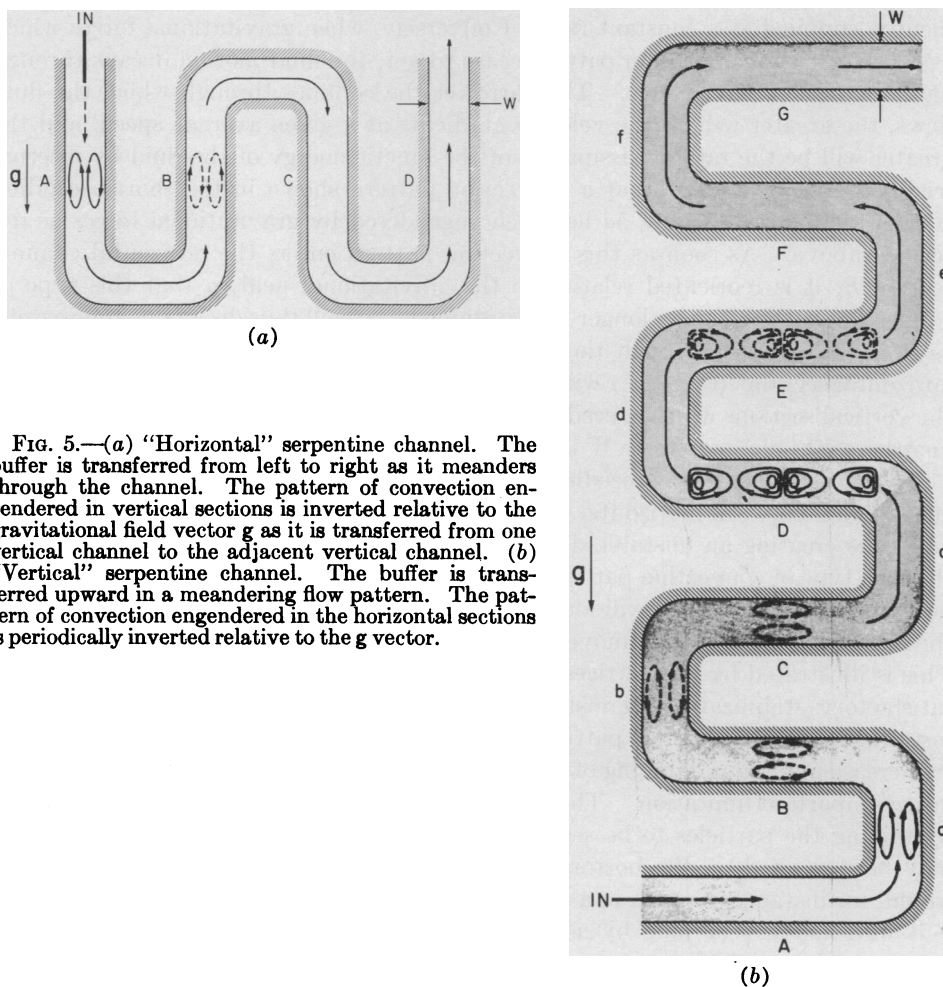 IN
W
g
A
B
C
D
(a)
FIG. 5.—(a) "Horizontal" serpentine channel. The
buffer is transferred from left to right as it meanders
through the channel. The pattern of convection en-
gendered in vertical sections is inverted relative to the
gravitational field vector g as it is transferred from one
vertical channel to the adjacent vertical channel. (b)
"Vertical" serpentine channel. The buffer is trans-
ferred upward in a meandering flow pattern. The pat-
tern of convection engendered in the horizontal sections
is periodically inverted relative to the g vector.
W
G
f
F
e
E
d
D
g
c
C
b
B
a
IN
A
(b)